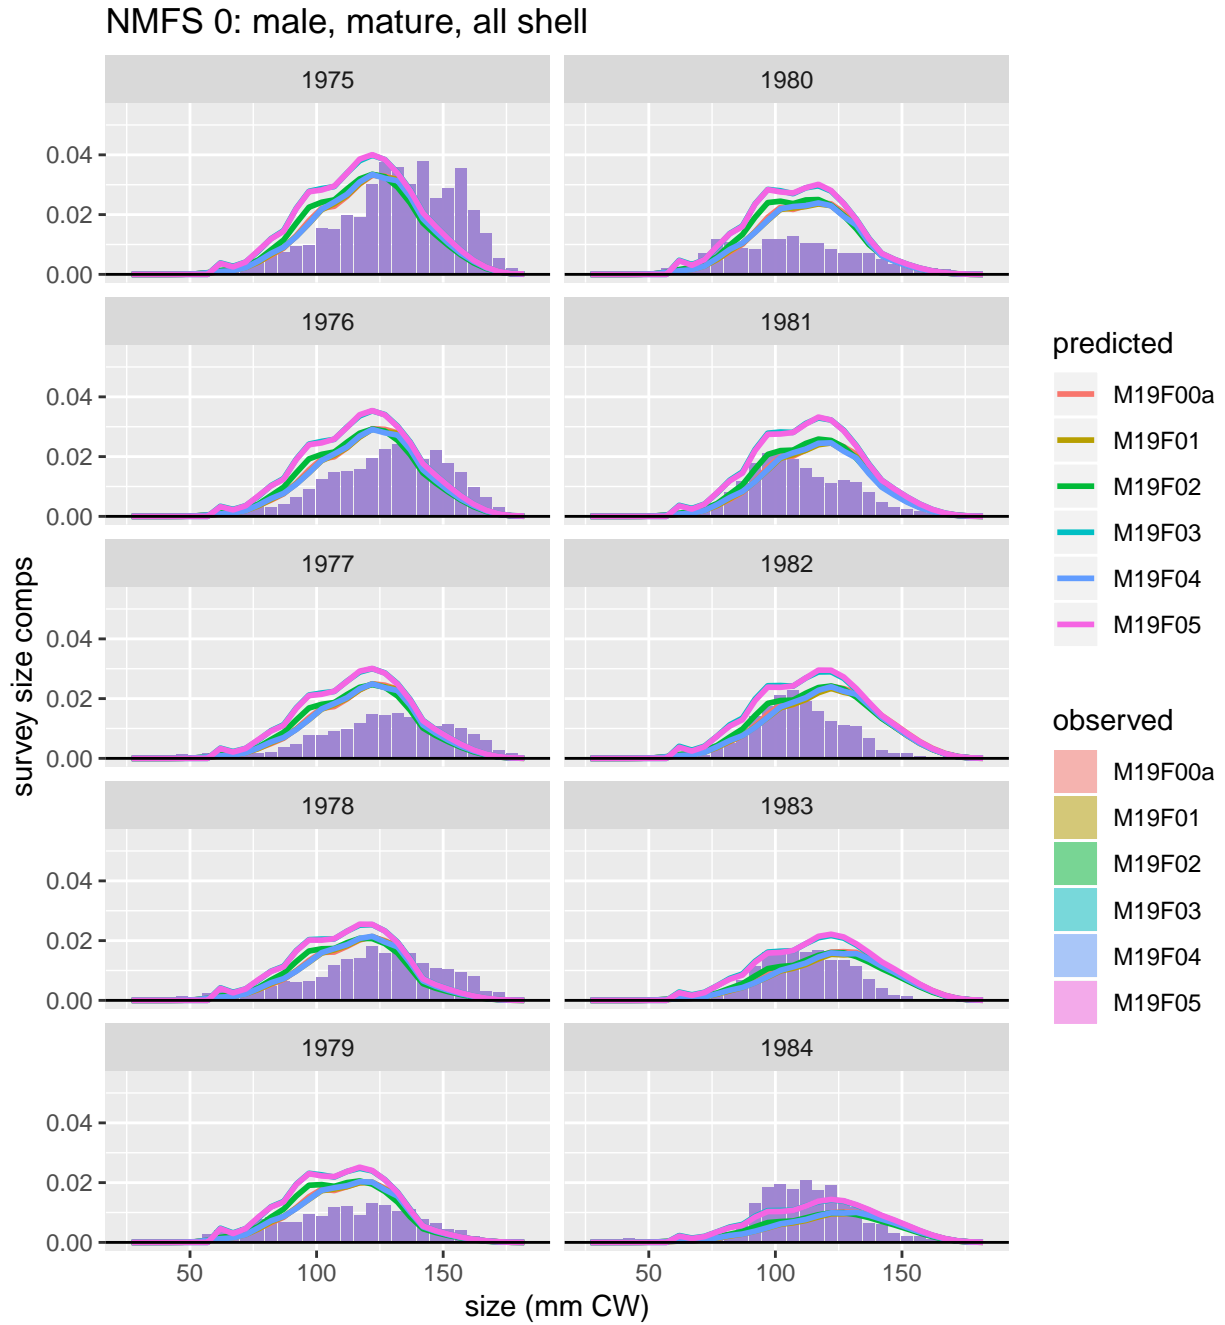 NMFS 0: male, mature, all shell
1975
1980
0.04
0.02
0.00
1976
1981
0.04
0.02
0.00
1977
1982
0.04
0.02
0.00
1978
1983
0.04
0.02
0.00
1979
1984
0.04
0.02
0.00
50
100
150
50
100
150
size (mm CW)
survey size comps
predicted
M19F00a
M19F01
M19F02
M19F03
M19F04
M19F05
observed
M19F00a
M19F01
M19F02
M19F03
M19F04
M19F05